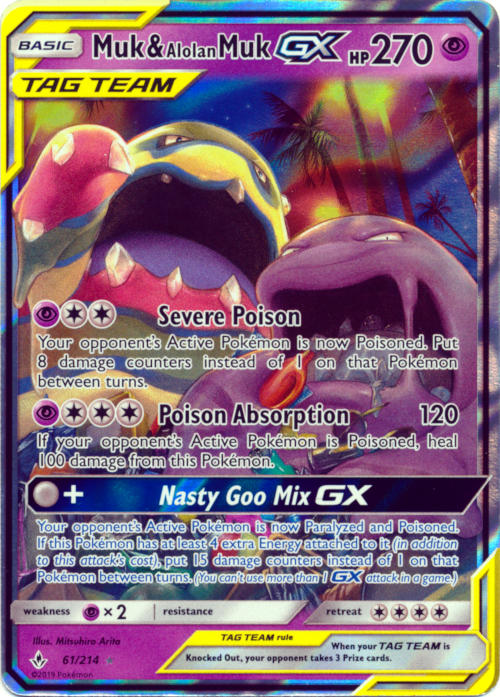 BASIC Muk & Alolan Muk GX HP 270
TAG TEAM
Severe Poison
Your opponent's Active Pokémon is now Poisoned. Put
8 damage counters instead of 1 on that Pokémon
between turns.
Poison Absorption 120
If your opponent's Active Pokémon is Poisoned, heal
100 damage from this Pokémon.
+ Nasty Goo Mix GX
Your opponent's Active Pokémon is now Paralyzed and Poisoned.
If this Pokémon has at least 4 extra Energy attached to it (in addition
to this attack's cost), put 15 damage counters instead of 1 on that
Pokémon between turns. (You can't use more than 1 GX attack in a game.)
weakness ×2 resistance retreat
Illus. Mitsuhiro Arita
61/214
©2019 Pokémon
TAG TEAM rule
When your TAG TEAM is
Knocked Out, your opponent takes 3 Prize cards.